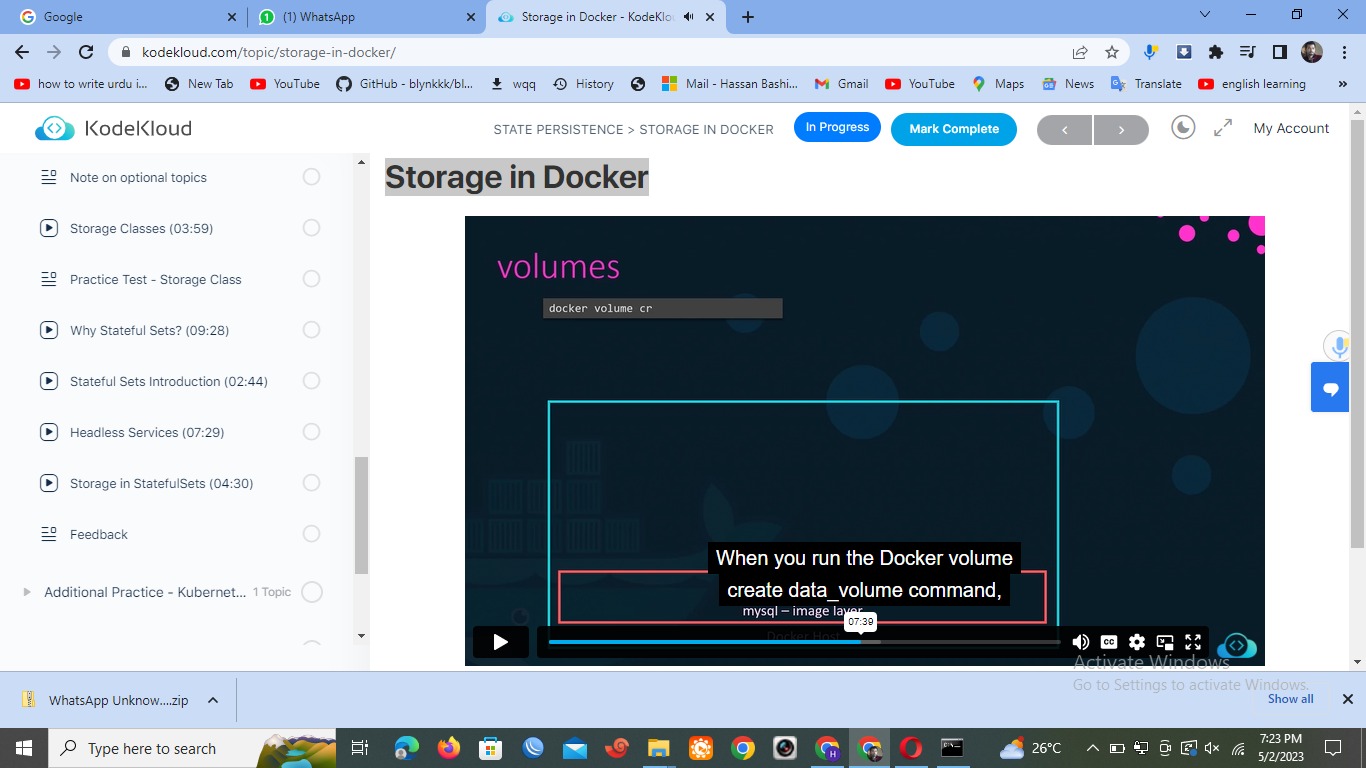 Google
(1) WhatsApp
Storage in Docker - KodeKlo
kodekloud.com/topic/storage-in-docker/
how to write urdu i...
New Tab
YouTube
GitHub - blynkkk/bl...
wqq
History
Mail - Hassan Bashi...
Gmail
YouTube
Maps
News
Translate
english learning
»
KodeKloud
STATE PERSISTENCE > STORAGE IN DOCKER
In Progress
Mark Complete
My Account
Note on optional topics
Storage Classes (03:59)
Practice Test - Storage Class
Why Stateful Sets? (09:28)
Stateful Sets Introduction (02:44)
Headless Services (07:29)
Storage in StatefulSets (04:30)
Feedback
Additional Practice - Kubernet... 1 Topic
Storage in Docker
volumes
docker volume cr
When you run the Docker volume
create data_volume command,
mysql – image layer
07:39
Docker Host
CC
Activate Windows
Go to Settings to activate Windows.
WhatsApp Unknow....zip
Show all
Type here to search
26°C
7:23 PM
5/2/2023